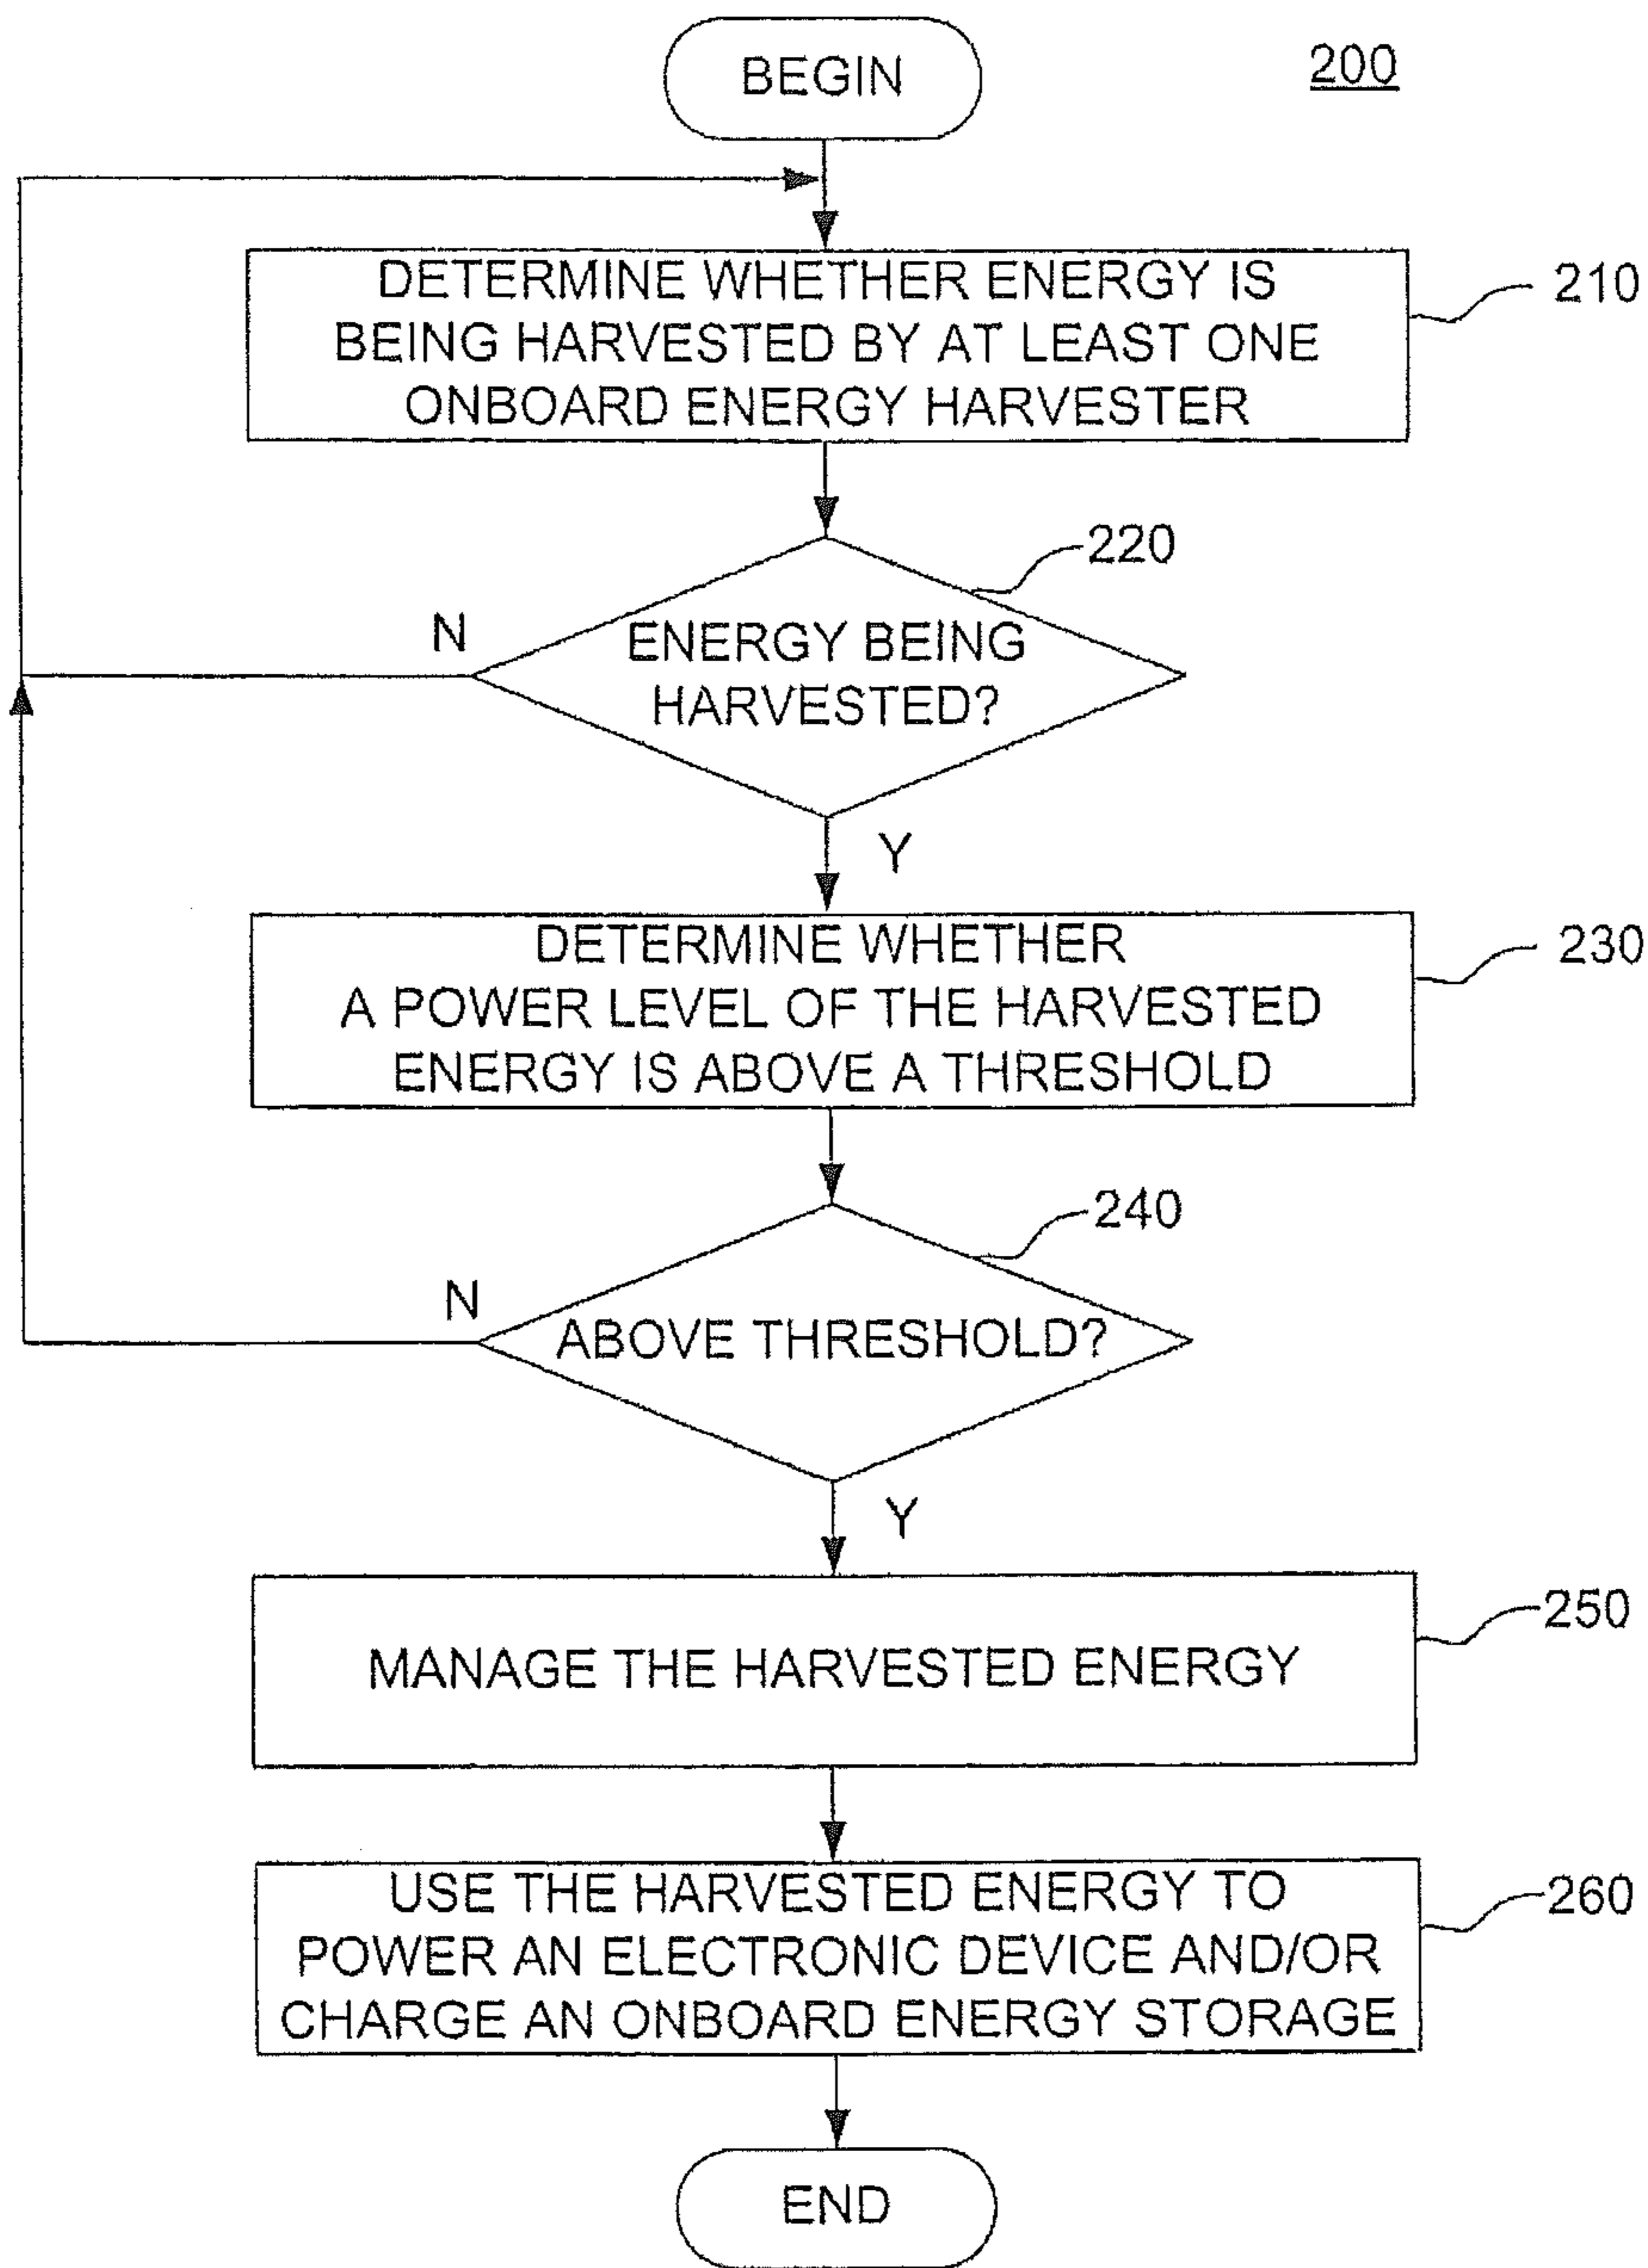 BEGIN
200
DETERMINE WHETHER ENERGY IS
BEING HARVESTED BY AT LEAST ONE
ONBOARD ENERGY HARVESTER
210
220
N
ENERGY BEING
HARVESTED?
Y
DETERMINE WHETHER
A POWER LEVEL OF THE HARVESTED
ENERGY IS ABOVE A THRESHOLD
230
240
N
ABOVE THRESHOLD?
Y
MANAGE THE HARVESTED ENERGY
250
USE THE HARVESTED ENERGY TO
POWER AN ELECTRONIC DEVICE AND/OR
CHARGE AN ONBOARD ENERGY STORAGE
260
END